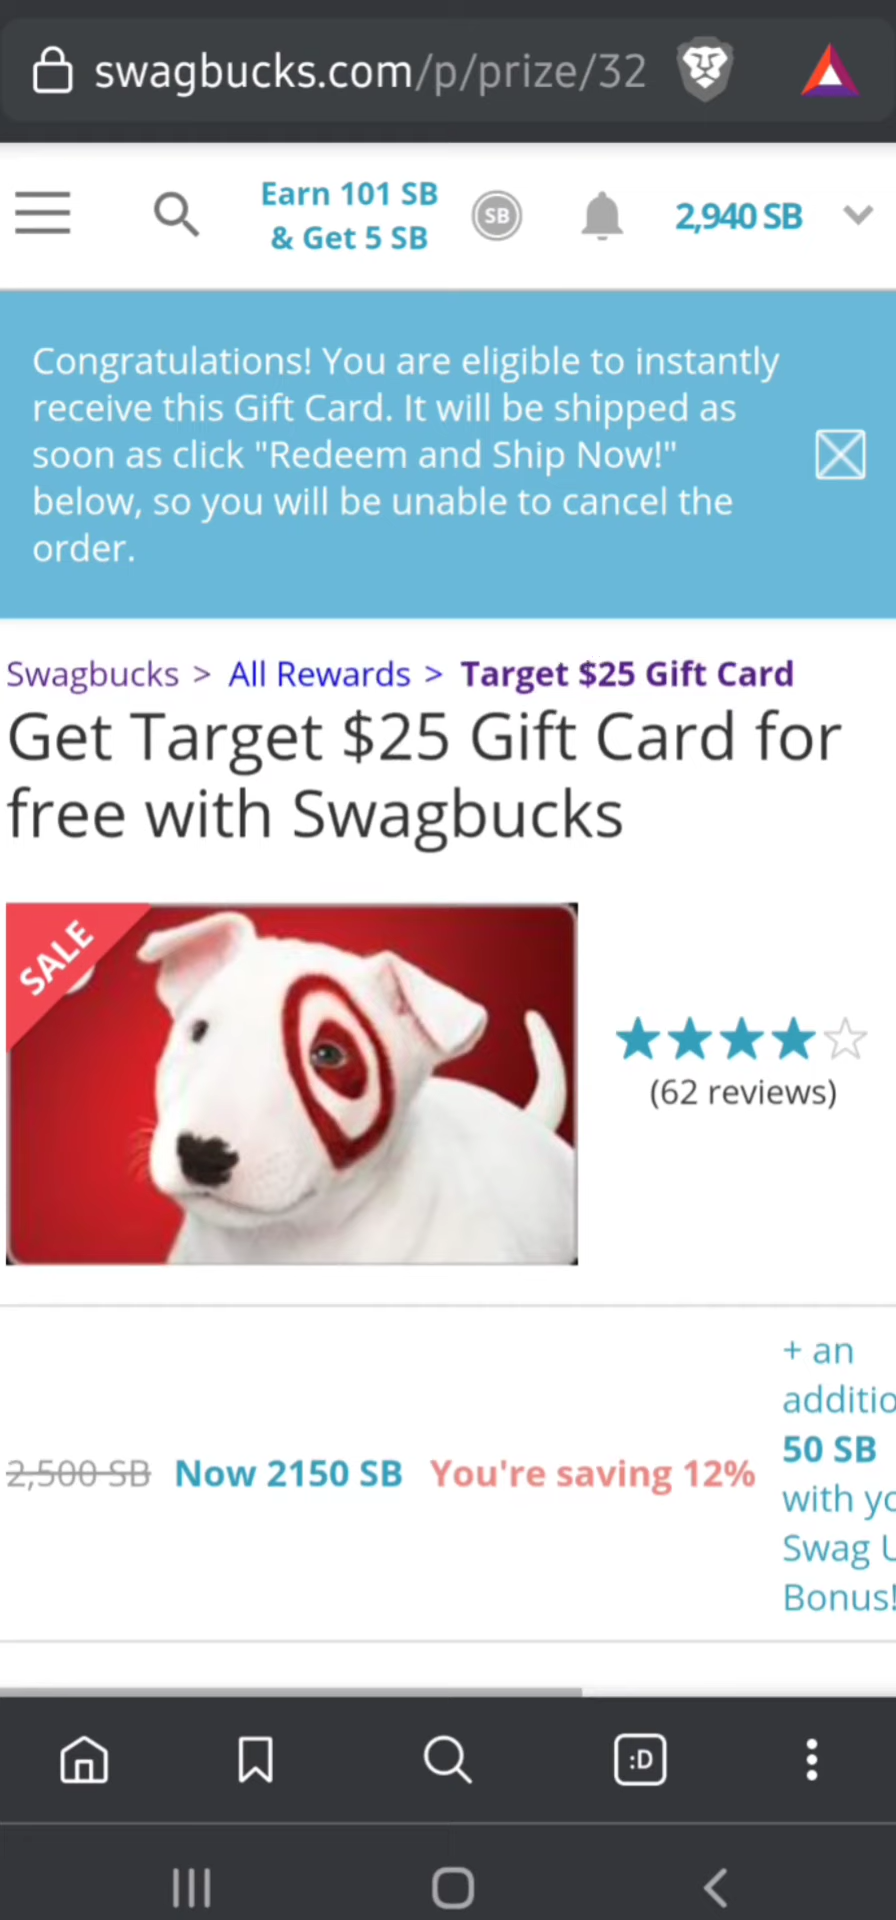 swagbucks.com/p/prize/32
Earn 101 SB
& Get 5 SB
SB
2,940 SB
Congratulations! You are eligible to instantly
receive this Gift Card. It will be shipped as
soon as click "Redeem and Ship Now!"
below, so you will be unable to cancel the
order.
Swagbucks > All Rewards > Target $25 Gift Card
Get Target $25 Gift Card for
free with Swagbucks
SALE
(62 reviews)
+ an
additio
2,500 SB Now 2150 SB You're saving 12%
50 SB
with yo
Swag U
Bonus!
:D